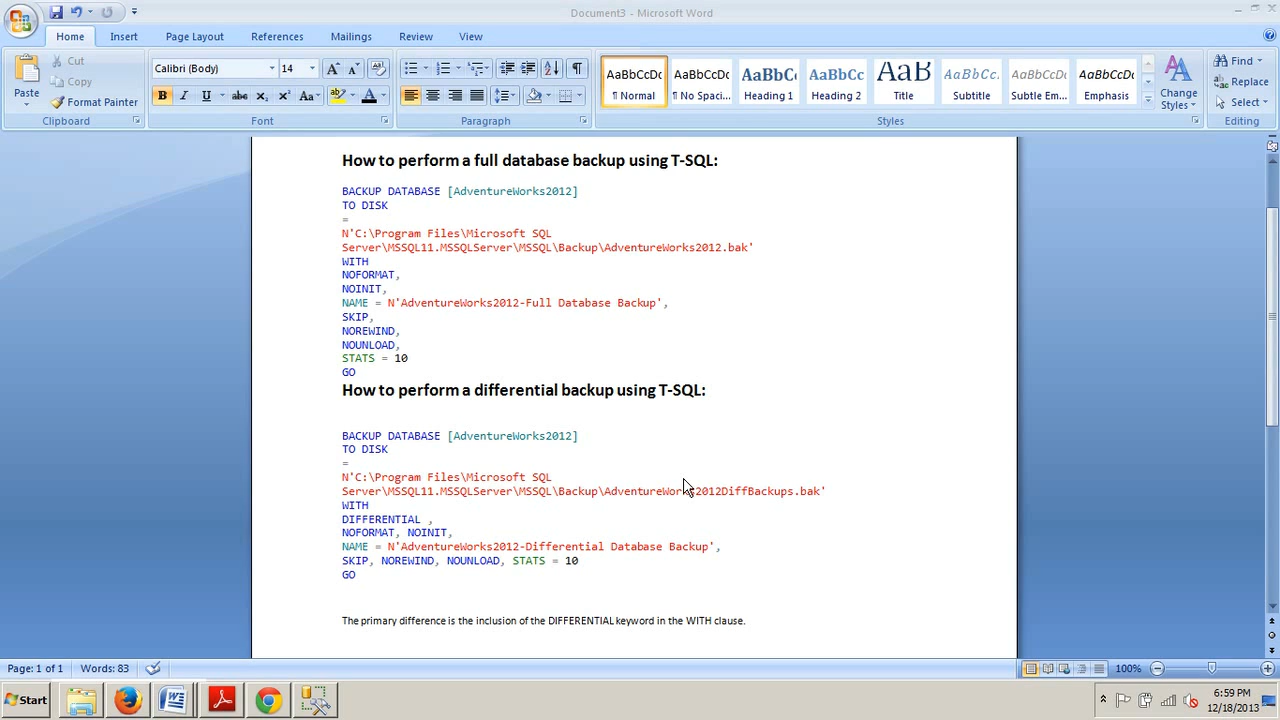 Document3 - Microsoft Word
Home Insert Page Layout References Mailings Review View
Paste Cut Copy Format Painter
Clipboard
Calibri (Body) 14
B I U abc x₂ x² Aa
Font
Paragraph
AaBbCcDc AaBbCcDc AaBbC AaBbCc AaB AaBbCc. AaBbCcDc AaBbCcDc
¶ Normal ¶ No Spaci... Heading 1 Heading 2 Title Subtitle Subtle Em... Emphasis
Change Styles
Styles
Find
Replace
Select
Editing
How to perform a full database backup using T-SQL:
BACKUP DATABASE [AdventureWorks2012]
TO DISK
=
N'C:\Program Files\Microsoft SQL
Server\MSSQL11.MSSQLServer\MSSQL\Backup\AdventureWorks2012.bak'
WITH
NOFORMAT,
NOINIT,
NAME = N'AdventureWorks2012-Full Database Backup',
SKIP,
NOREWIND,
NOUNLOAD,
STATS = 10
GO
How to perform a differential backup using T-SQL:
BACKUP DATABASE [AdventureWorks2012]
TO DISK
=
N'C:\Program Files\Microsoft SQL
Server\MSSQL11.MSSQLServer\MSSQL\Backup\AdventureWorks2012DiffBackups.bak'
WITH
DIFFERENTIAL ,
NOFORMAT, NOINIT,
NAME = N'AdventureWorks2012-Differential Database Backup',
SKIP, NOREWIND, NOUNLOAD, STATS = 10
GO
The primary difference is the inclusion of the DIFFERENTIAL keyword in the WITH clause.
Page: 1 of 1 Words: 83 100%
Start 6:59 PM
12/18/2013